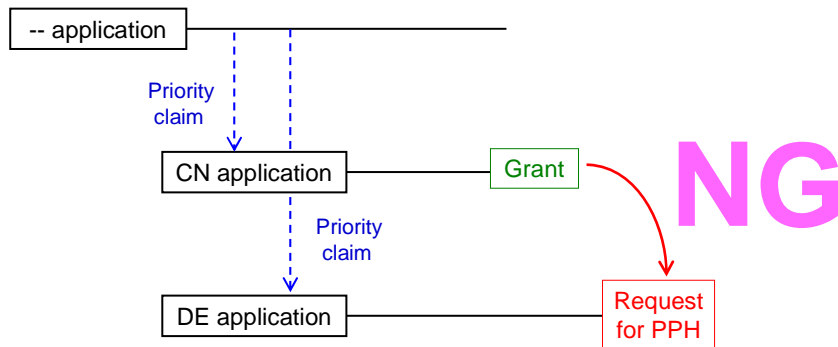 -- application
Priority
claim
CN application
Grant
NG
Priority
claim
DE application
Request
for PPH